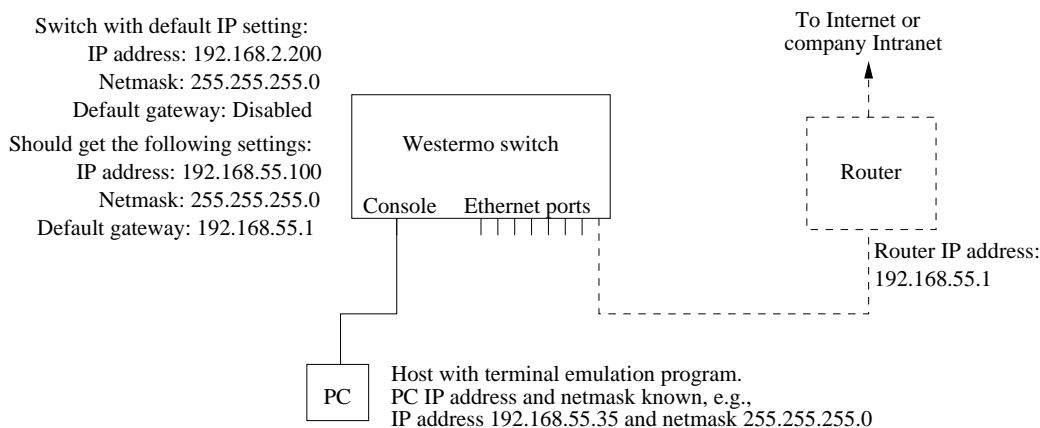 Switch with default IP setting:
IP address: 192.168.2.200
Netmask: 255.255.255.0
Default gateway: Disabled
Should get the following settings:
IP address: 192.168.55.100
Netmask: 255.255.255.0
Default gateway: 192.168.55.1
Westermo switch
Console
Ethernet ports
To Internet or
company Intranet
Router
Router IP address:
192.168.55.1
PC
Host with terminal emulation program.
PC IP address and netmask known, e.g.,
IP address 192.168.55.35 and netmask 255.255.255.0